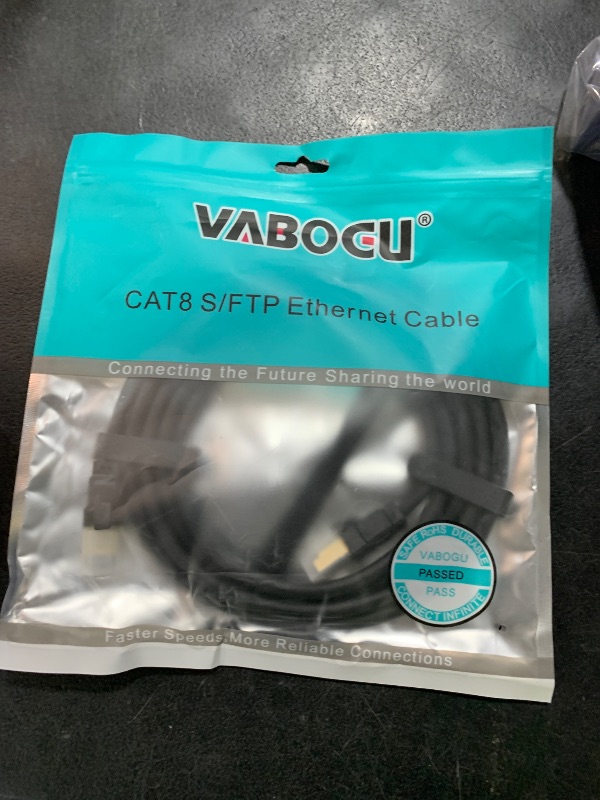 VABOGU®
CAT8 S/FTP Ethernet Cable
Connecting the Future Sharing the world
SAFE RoHS DURABLE
VABOGU
PASSED
PASS
CONNECT INFINITE
Faster Speeds,More Reliable Connections